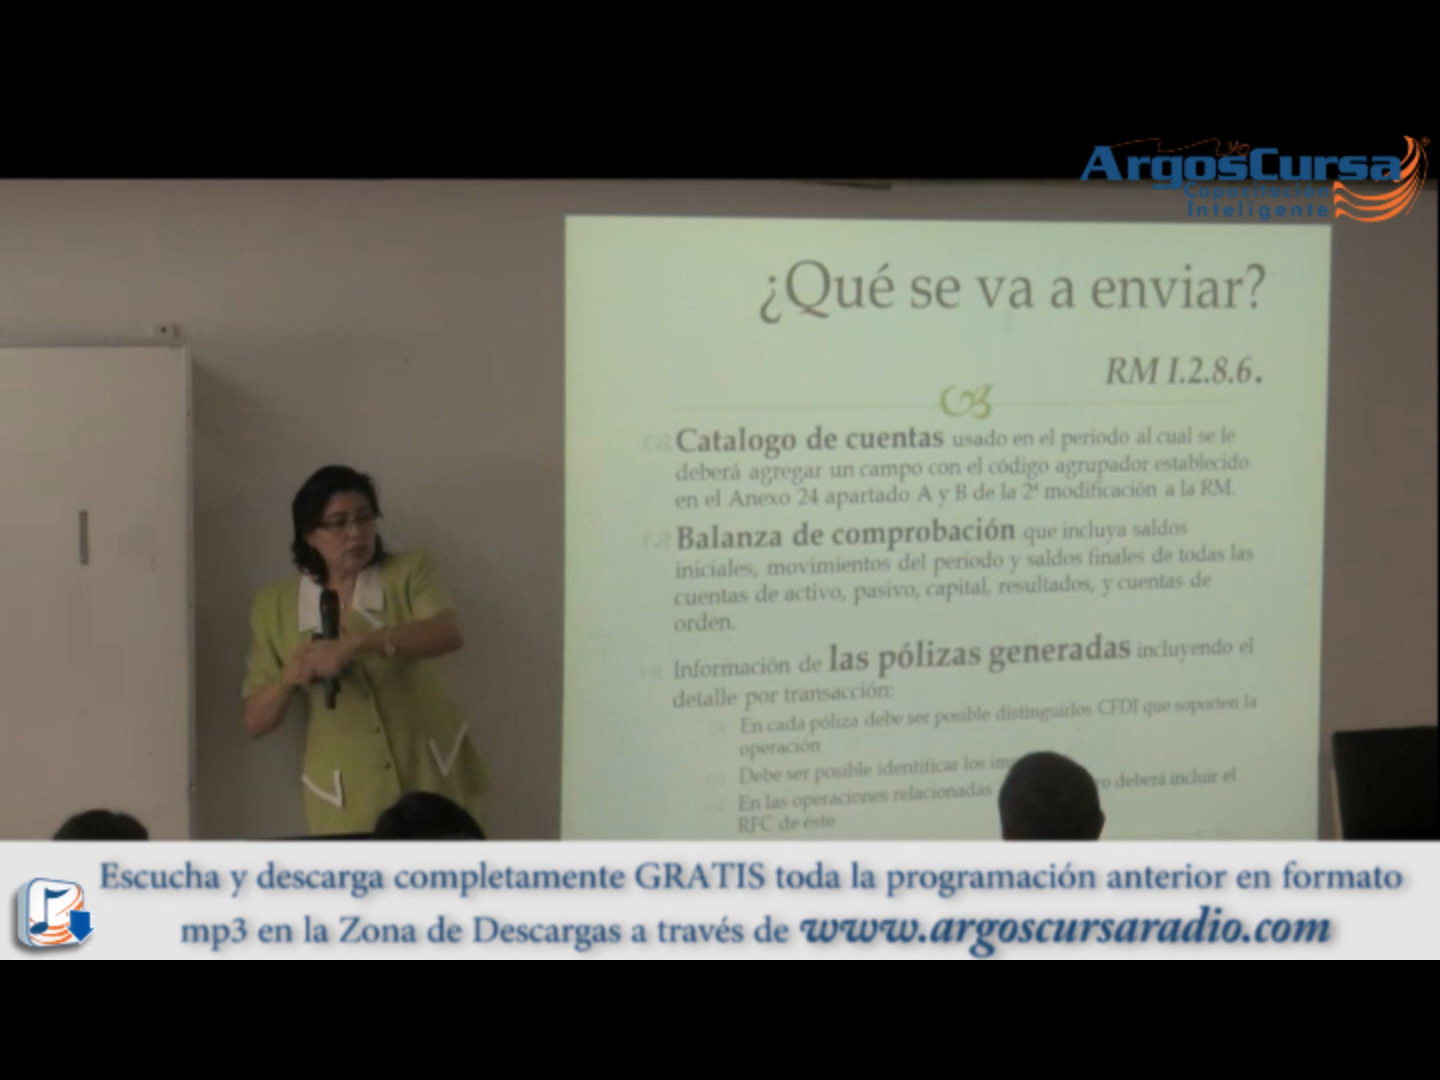 ArgosCursa
Capacitación
Inteligente
¿Qué se va a enviar?
RM I.2.8.6.
Catalogo de cuentas usado en el periodo al cual se le
deberá agregar un campo con el código agrupador establecido
en el Anexo 24 apartado A y B de la 2ª modificación a la RM.
Balanza de comprobación que incluya saldos
iniciales, movimientos del periodo y saldos finales de todas las
cuentas de activo, pasivo, capital, resultados, y cuentas de
orden.
Información de las pólizas generadas incluyendo el
detalle por transacción:
En cada póliza debe ser posible distinguirlos CFDI que soporten la
operación
Debe ser posible identificar los
En las operaciones relacionadas deberá incluir el
RFC de éste
Escucha y descarga completamente GRATIS toda la programación anterior en formato
mp3 en la Zona de Descargas a través de www.argoscursaradio.com